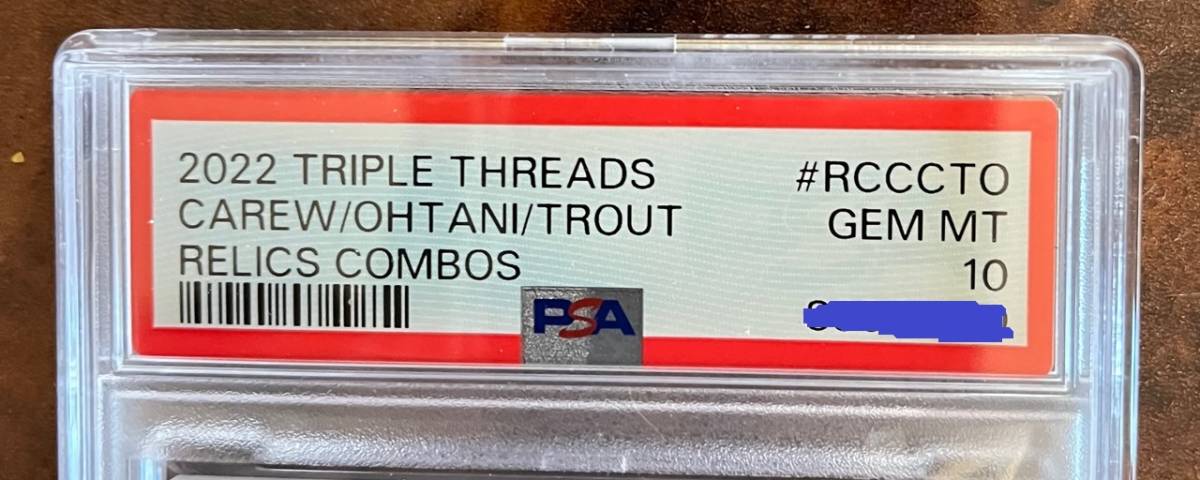 2022 TRIPLE THREADS #RCCCTO
CAREW/OHTANI/TROUT GEM MT
RELICS COMBOS 10
PSA